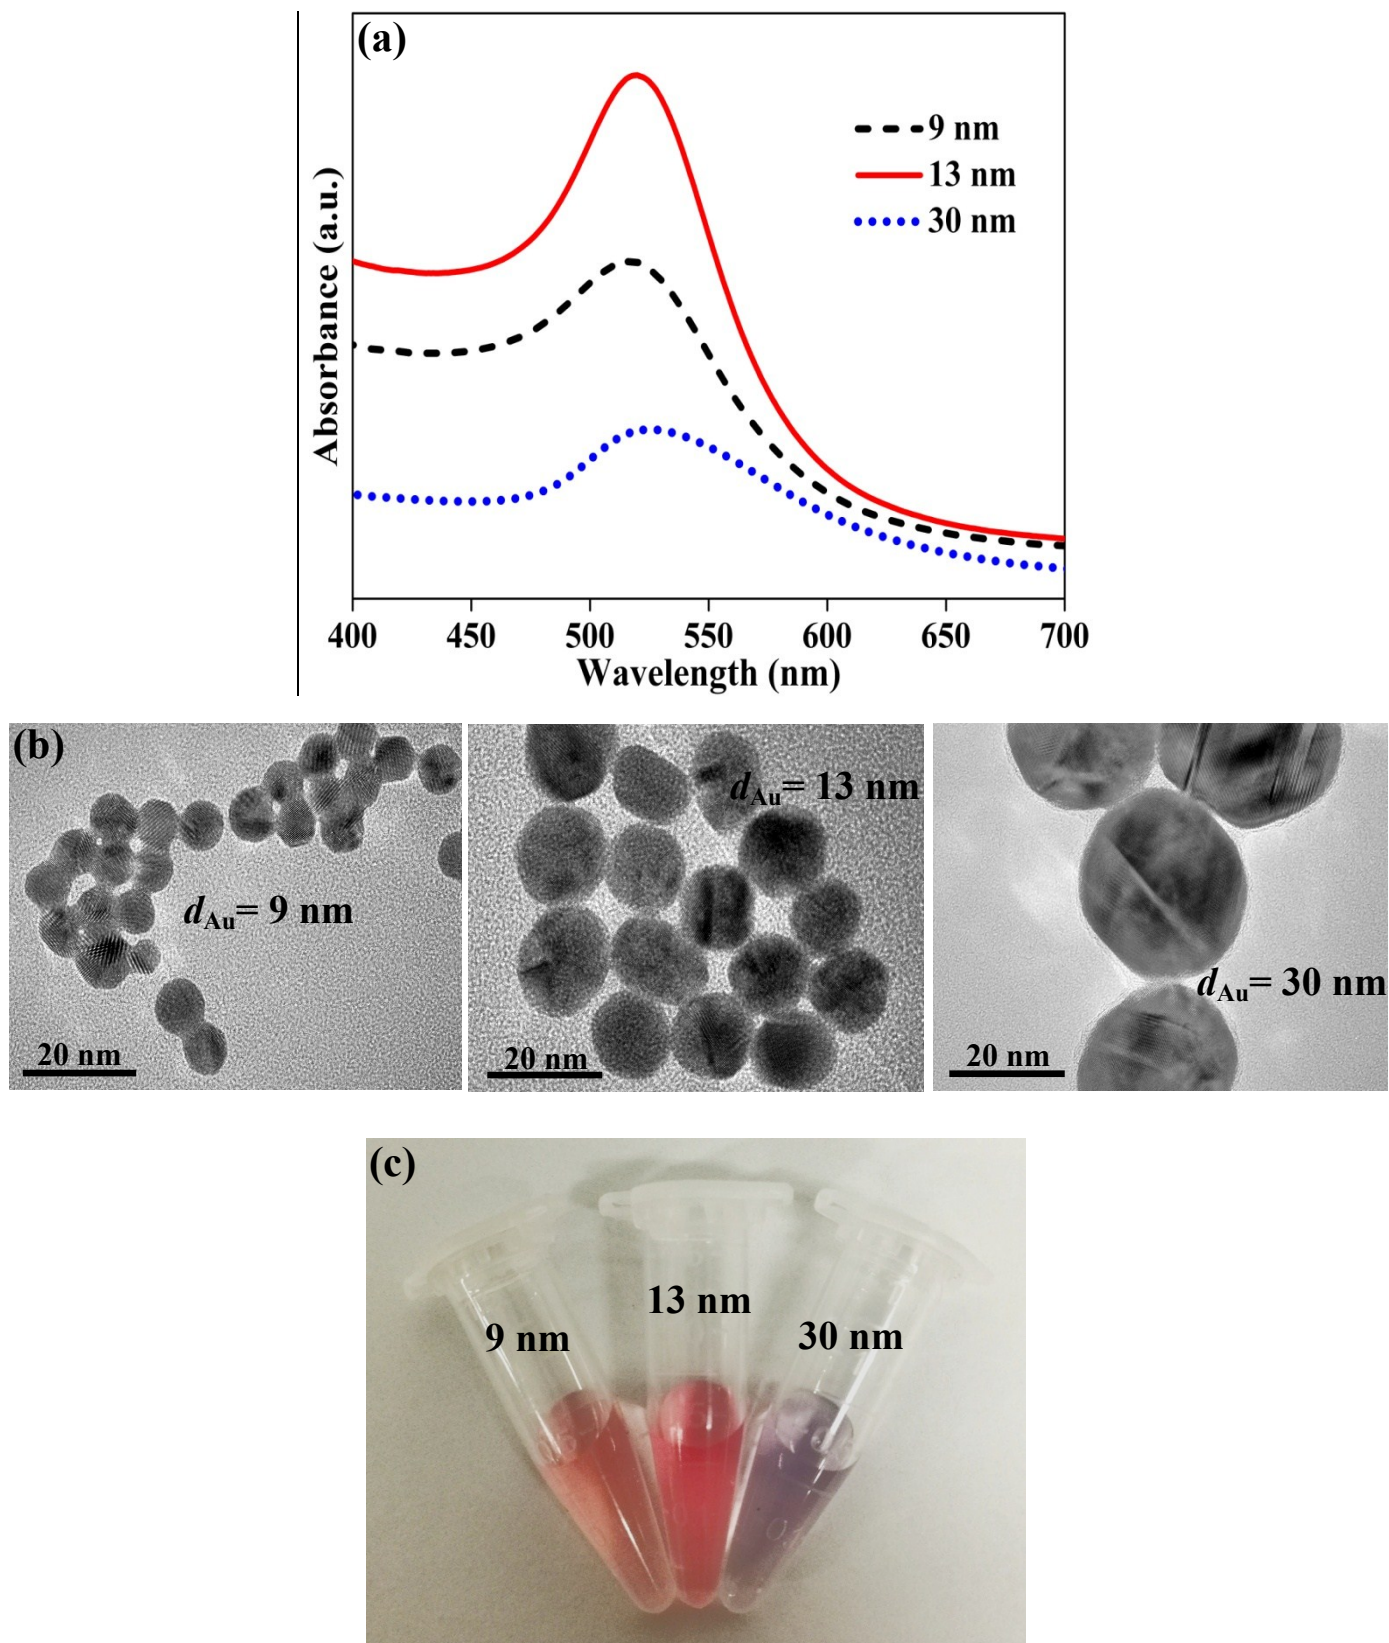 (a)
9 nm
13 nm
30 nm
Absorbance (a.u.)
400 450 500 550 600 650 700
Wavelength (nm)
(b)
dAu= 9 nm
20 nm
dAu= 13 nm
20 nm
dAu= 30 nm
20 nm
(c)
9 nm
13 nm
30 nm